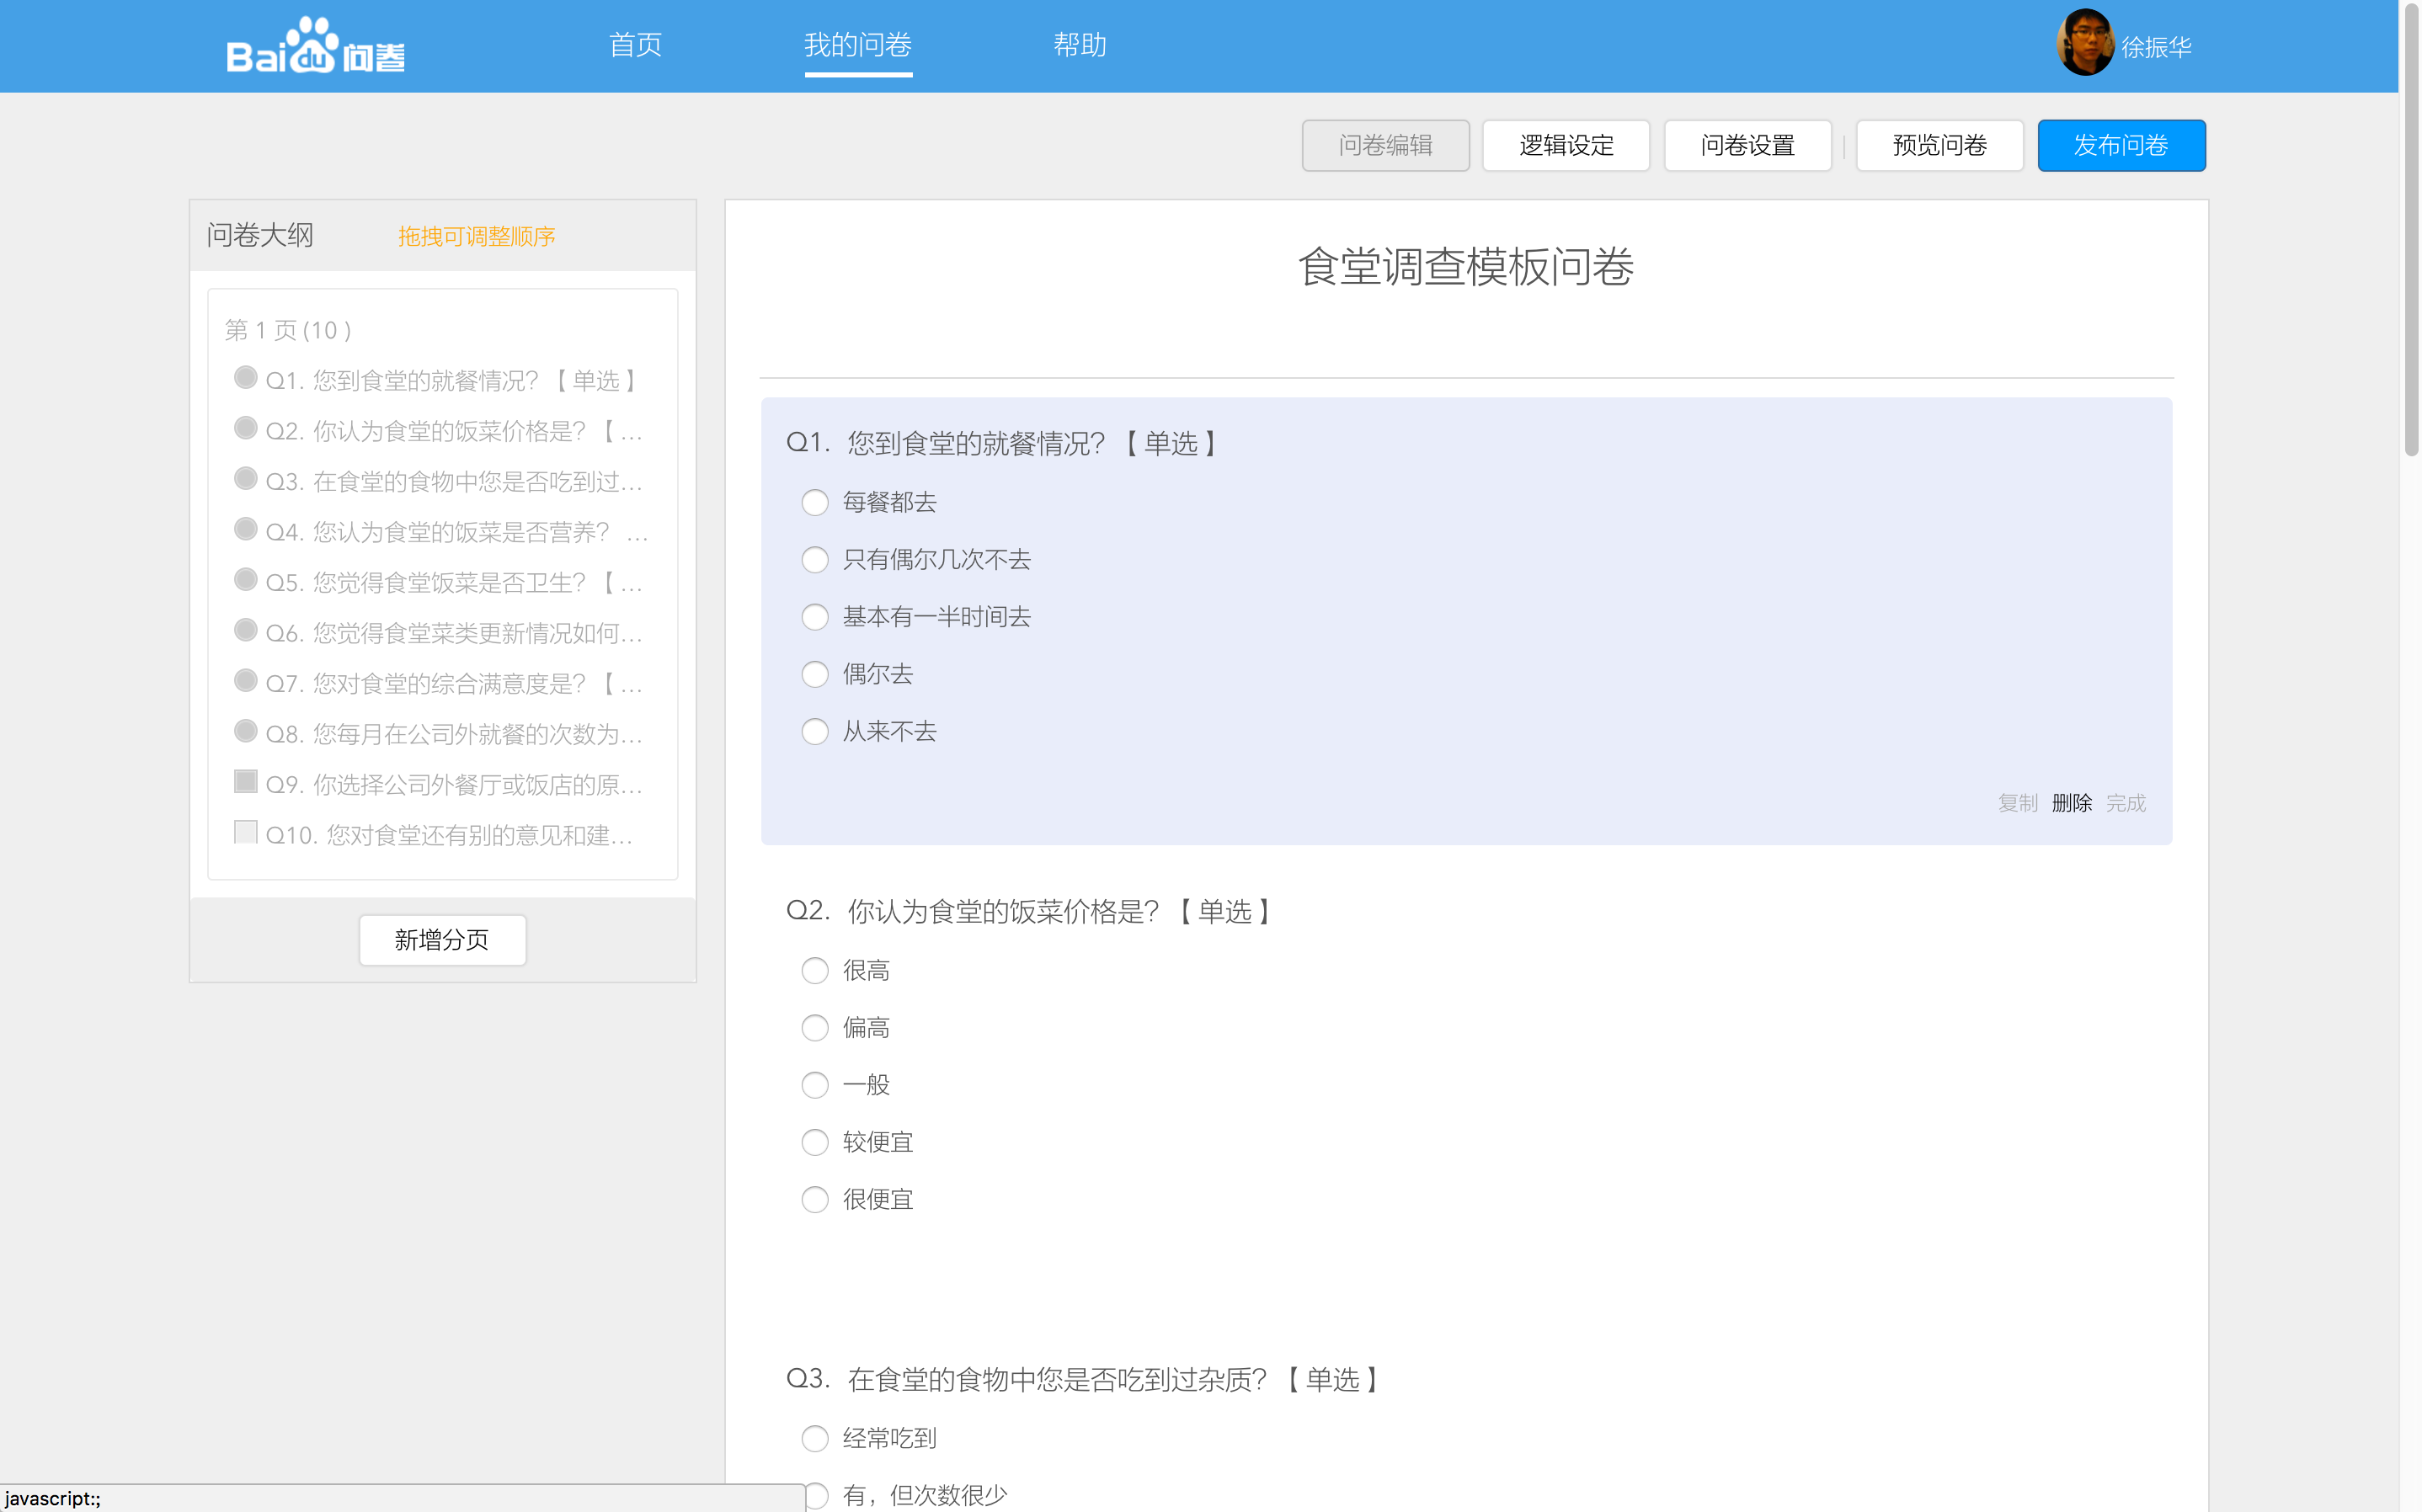 Baidu问卷
首页 我的问卷 帮助 徐振华
问卷编辑 逻辑设定 问卷设置 预览问卷 发布问卷
问卷大纲 拖拽可调整顺序
第 1 页 (10 )
Q1. 您到食堂的就餐情况？【 单选 】
Q2. 你认为食堂的饭菜价格是？【 ...
Q3. 在食堂的食物中您是否吃到过...
Q4. 您认为食堂的饭菜是否营养？ ...
Q5. 您觉得食堂饭菜是否卫生？【 ...
Q6. 您觉得食堂菜类更新情况如何...
Q7. 您对食堂的综合满意度是？【 ...
Q8. 您每月在公司外就餐的次数为...
Q9. 你选择公司外餐厅或饭店的原...
Q10. 您对食堂还有别的意见和建...
新增分页
食堂调查模板问卷
Q1. 您到食堂的就餐情况？【 单选 】
每餐都去
只有偶尔几次不去
基本有一半时间去
偶尔去
从来不去
复制 删除 完成
Q2. 你认为食堂的饭菜价格是？【 单选 】
很高
偏高
一般
较便宜
很便宜
Q3. 在食堂的食物中您是否吃到过杂质？【 单选 】
经常吃到
有，但次数很少
javascript:;